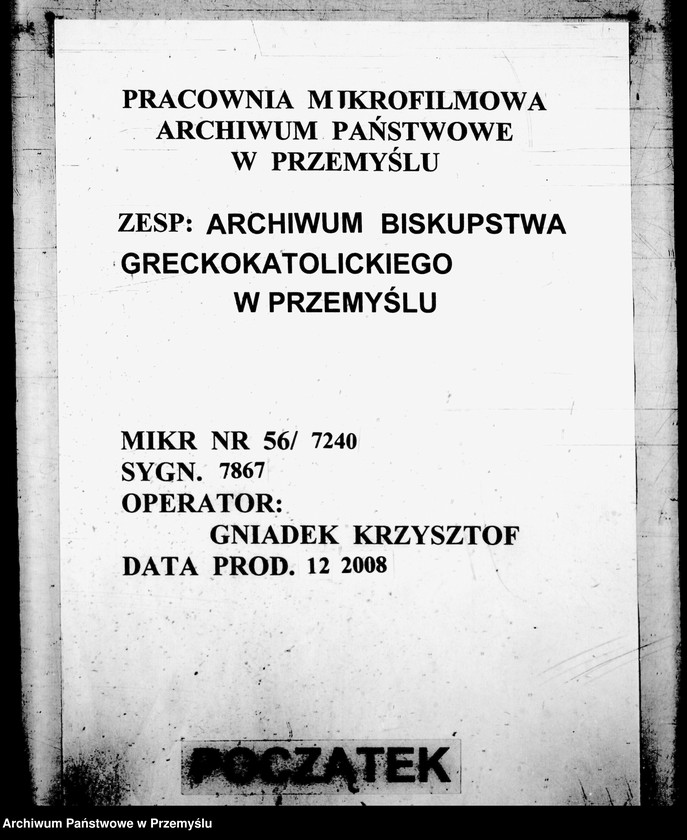 PRACOWNIA MIKROFILMOWA
ARCHIWUM PAŃSTWOWE
W PRZEMYŚLU
ZESP: ARCHIWUM BISKUPSTWA
GRECKOKATOLICKIEGO
W PRZEMYŚLU
MIKR NR 56/ 7240
SYGN. 7867
OPERATOR:
GNIADEK KRZYSZTOF
DATA PROD. 12 2008
POCZĄTEK
Archiwum Państwowe w Przemyślu